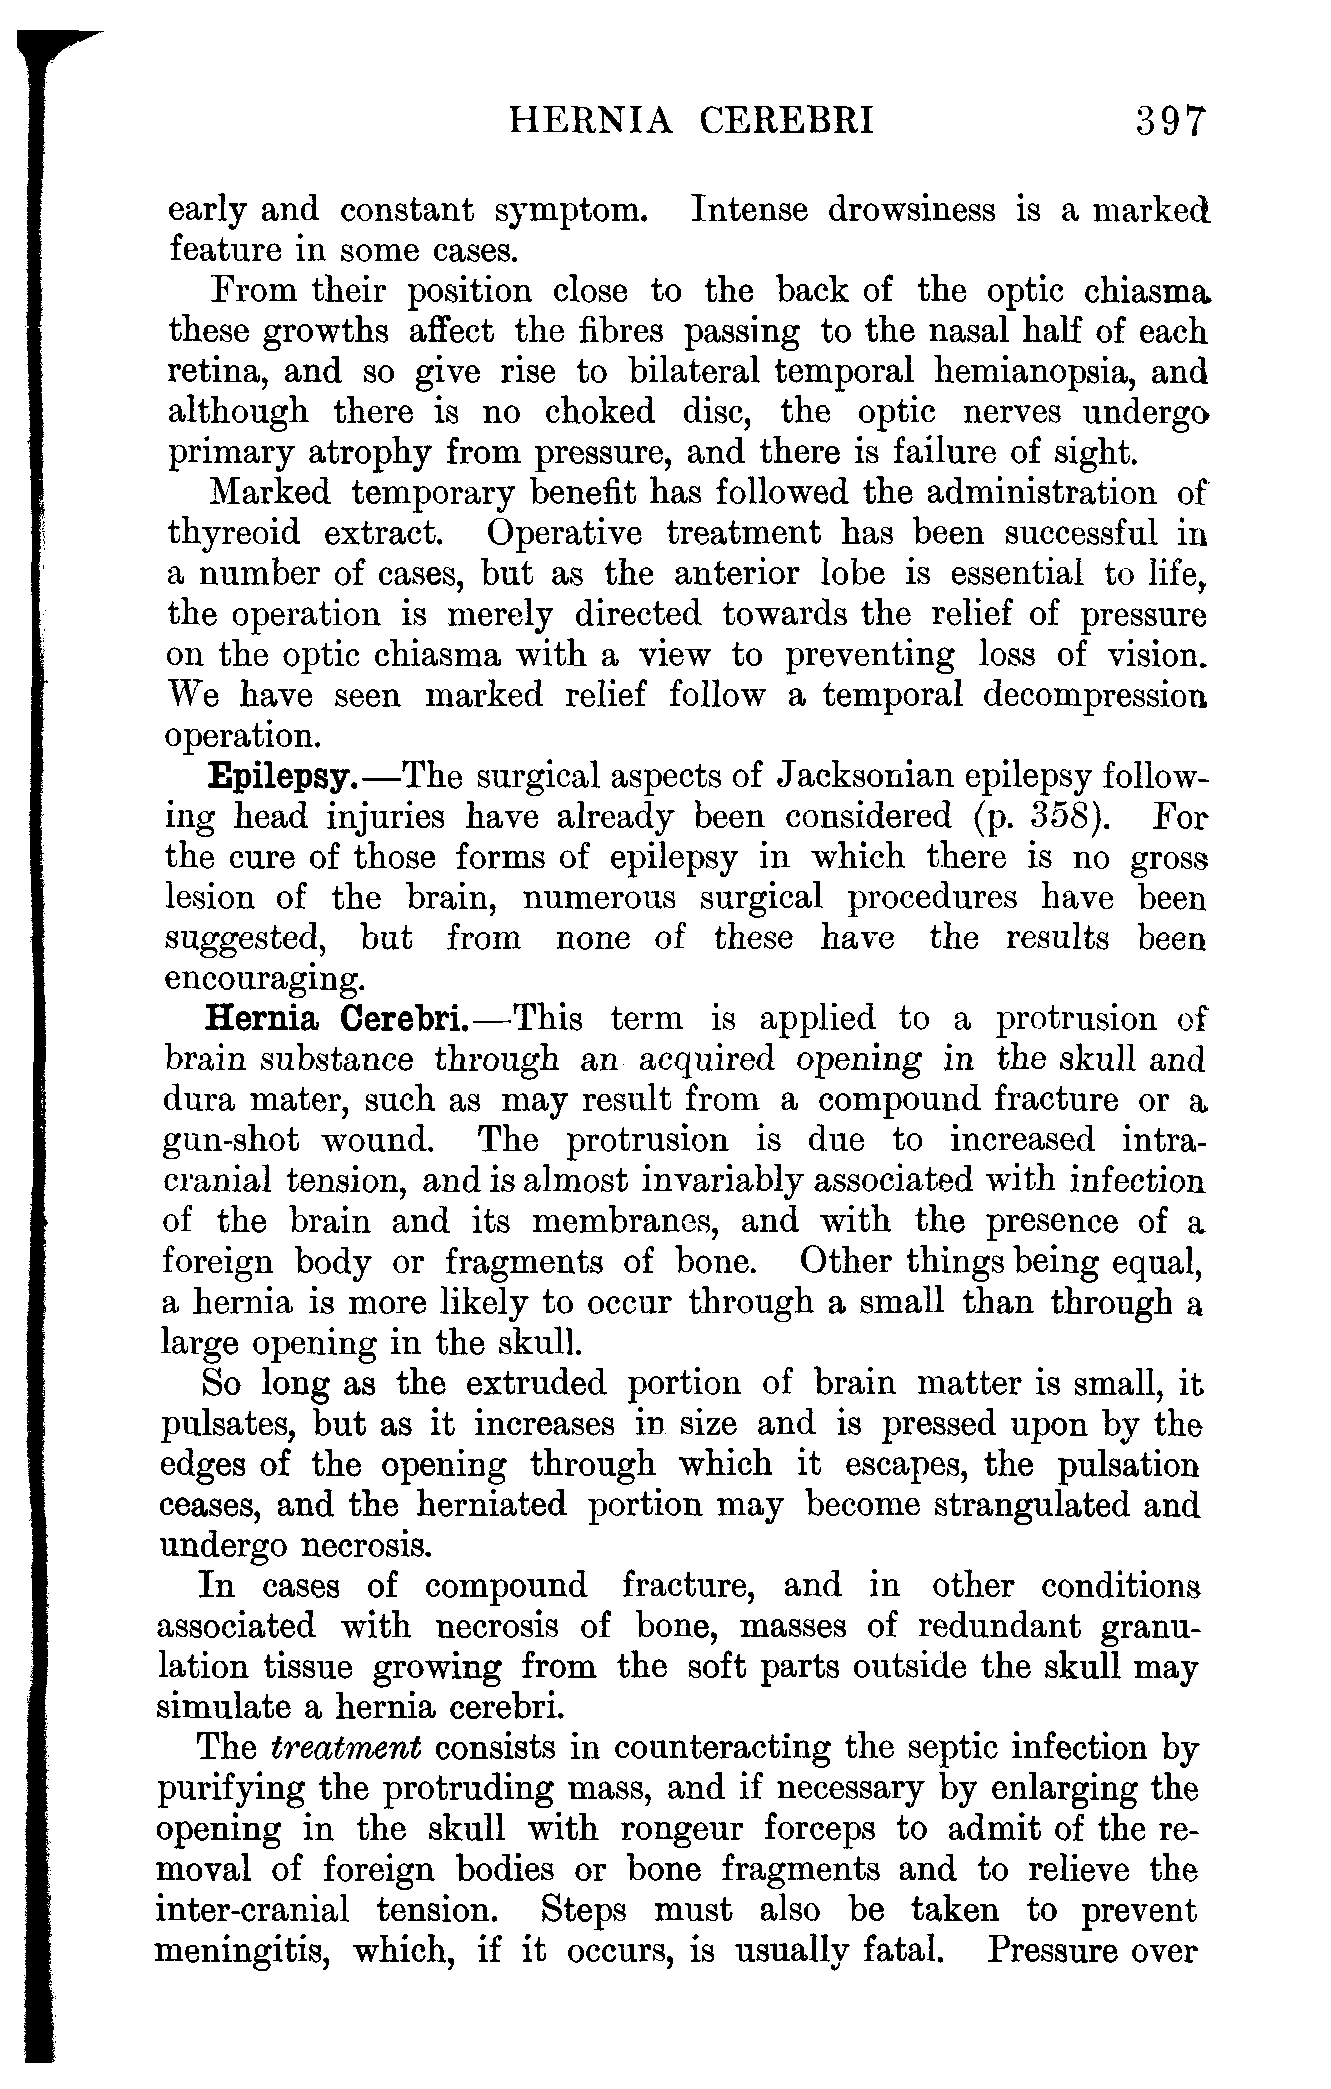 HERNIA CEREBRI 397
early and constant symptom. Intense drowsiness is a marked
feature in some cases.
From their position close to the back of the optic chiasma
these growths affect the fibres passing to the nasal half of each
retina, and so give rise to bilateral temporal hemianopsia, and
although there is no choked disc, the optic nerves undergo
primary atrophy from pressure, and there is failure of sight.
Marked temporary benefit has followed the administration of
thyreoid extract. Operative treatment has been successful in
a number of cases, but as the anterior lobe is essential to life,
the operation is merely directed towards the relief of pressure
on the optic chiasma with a view to preventing loss of vision.
We have seen marked relief follow a temporal decompression
operation.
Epilepsy.—The surgical aspects of Jacksonian epilepsy follow-
ing head injuries have already been considered (p. 358). For
the cure of those forms of epilepsy in which there is no gross
lesion of the brain, numerous surgical procedures have been
suggested, but from none of these have the results been
encouraging.
Hernia Cerebri.—This term is applied to a protrusion of
brain substance through an acquired opening in the skull and
dura mater, such as may result from a compound fracture or a
gun-shot wound. The protrusion is due to increased intra-
cranial tension, and is almost invariably associated with infection
of the brain and its membranes, and with the presence of a
foreign body or fragments of bone. Other things being equal,
a hernia is more likely to occur through a small than through a
large opening in the skull.
So long as the extruded portion of brain matter is small, it
pulsates, but as it increases in size and is pressed upon by the
edges of the opening through which it escapes, the pulsation
ceases, and the herniated portion may become strangulated and
undergo necrosis.
In cases of compound fracture, and in other conditions
associated with necrosis of bone, masses of redundant granu-
lation tissue growing from the soft parts outside the skull may
simulate a hernia cerebri.
The treatment consists in counteracting the septic infection by
purifying the protruding mass, and if necessary by enlarging the
opening in the skull with rongeur forceps to admit of the re-
moval of foreign bodies or bone fragments and to relieve the
inter-cranial tension. Steps must also be taken to prevent
meningitis, which, if it occurs, is usually fatal. Pressure over